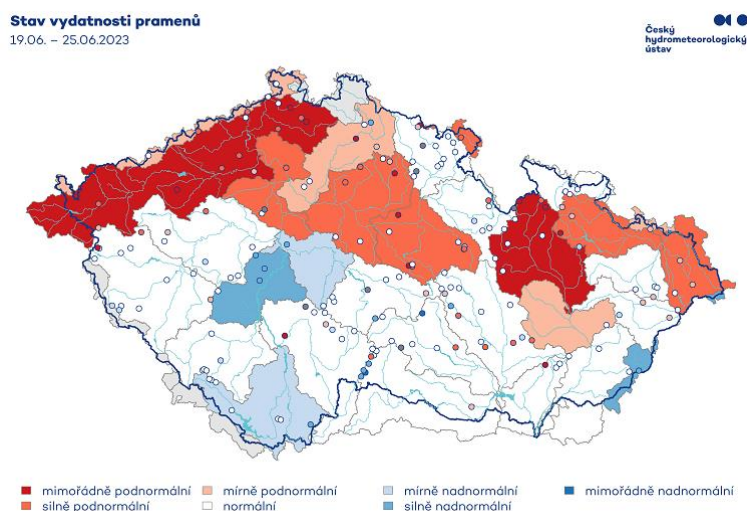 Stav vydatnosti pramenů
19.06. – 25.06.2023
Český
hydrometeorologický
ústav
mimořádně podnormální
mírně podnormální
mírně nadnormální
mimořádně nadnormální
silně podnormální
normální
silně nadnormální